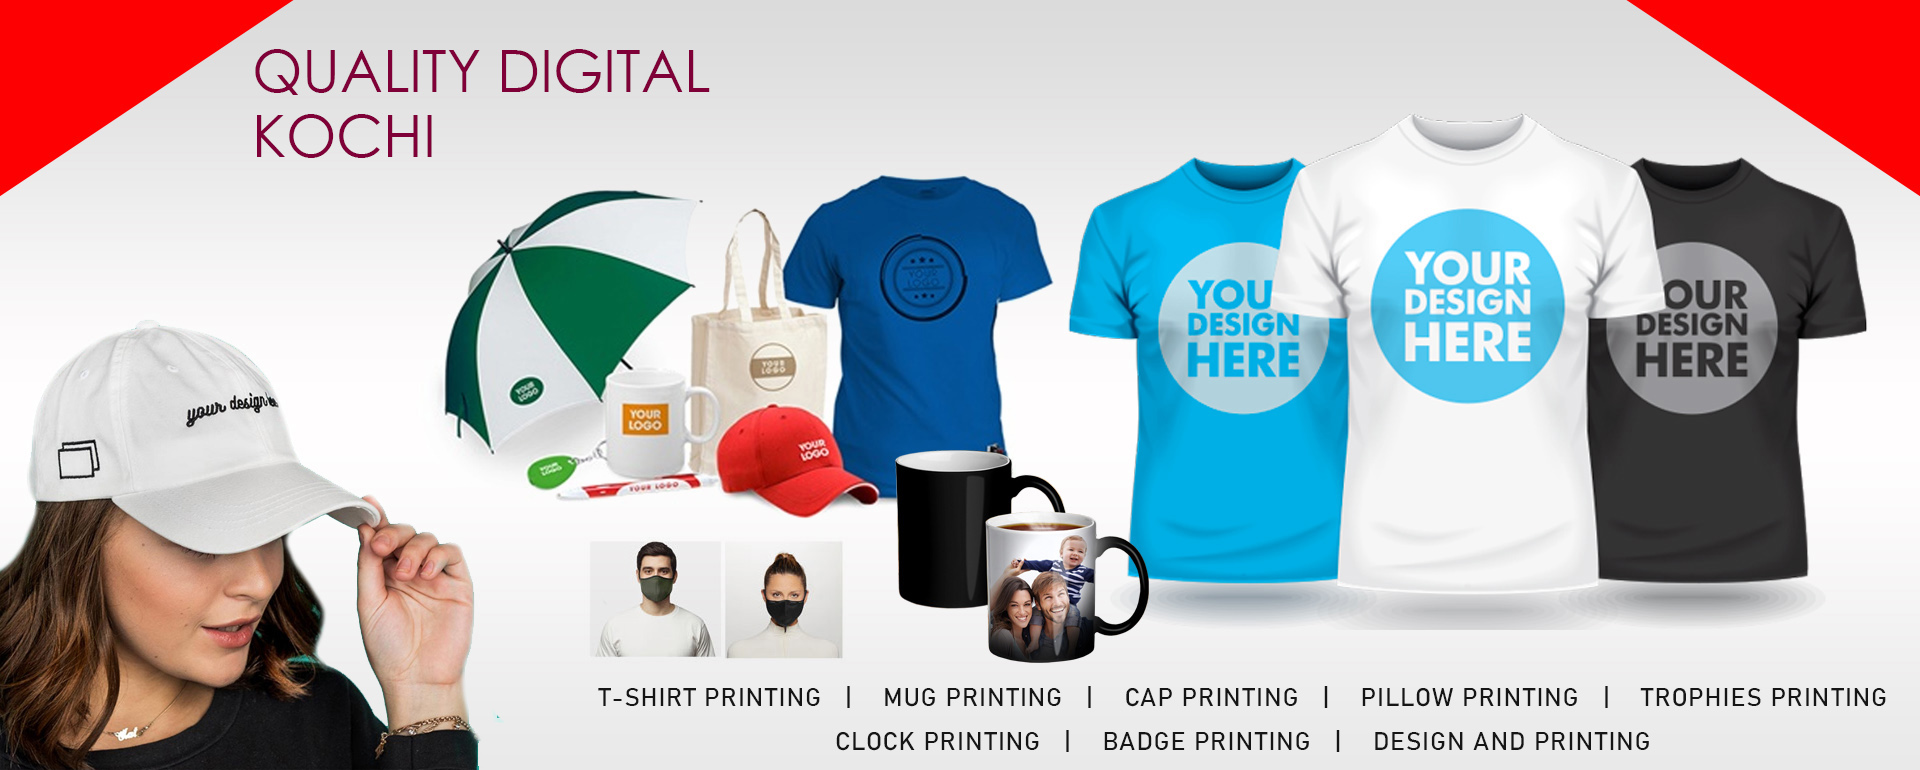 QUALITY DIGITAL
KOCHI
YOUR
LOGO
YOUR
LOGO
YOUR
LOGO
YOUR
LOGO
YOUR
LOGO
YOUR LOGO
YOUR
LOGO
YOU
DESIGN
HERE
YOUR
DESIGN
HERE
OUR
DESIGN
HERE
your design
T-SHIRT PRINTING | MUG PRINTING | CAP PRINTING | PILLOW PRINTING | TROPHIES PRINTING
CLOCK PRINTING | BADGE PRINTING | DESIGN AND PRINTING